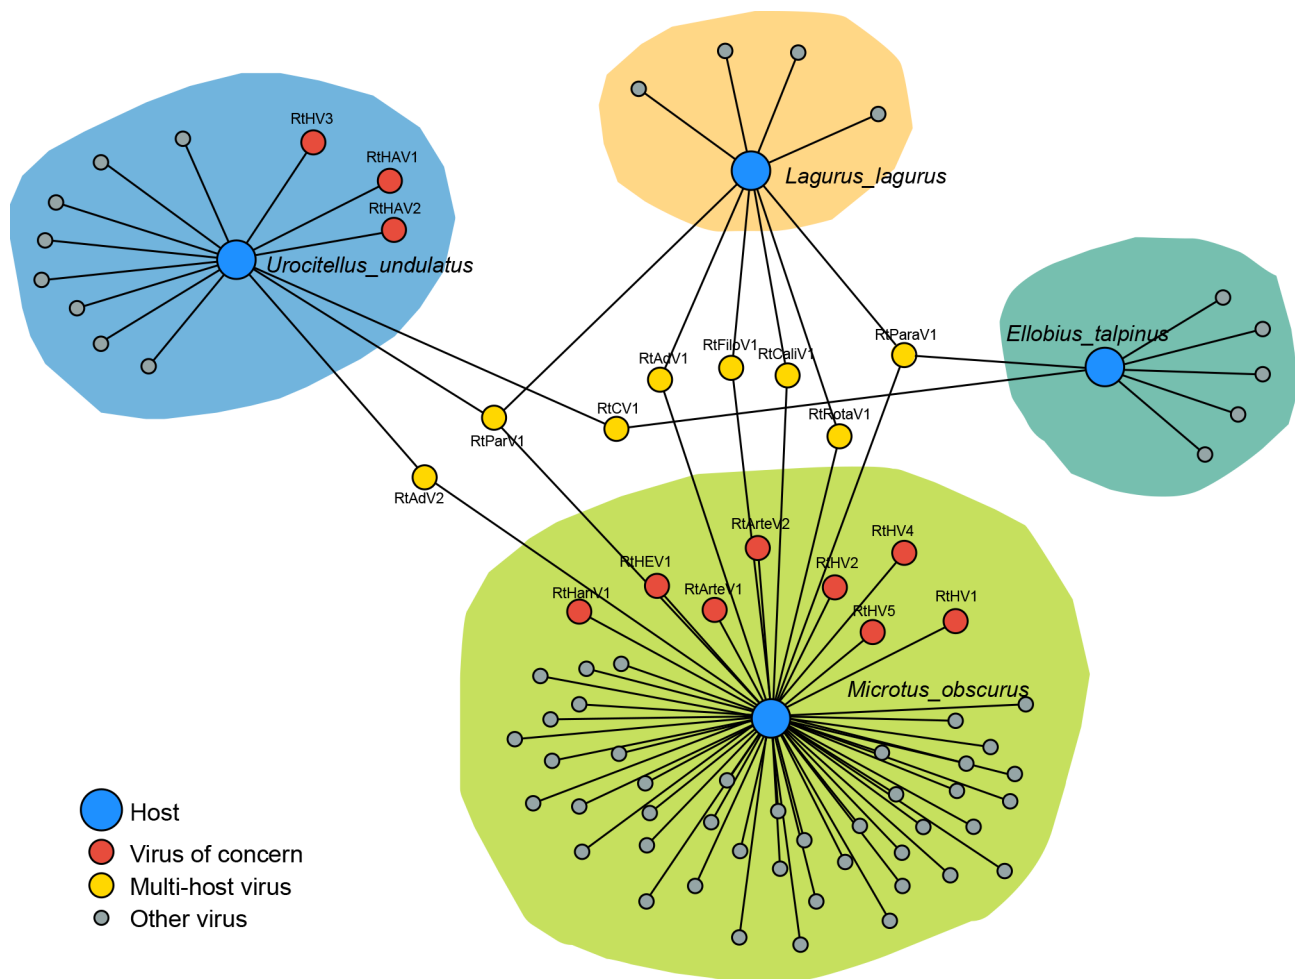 RtHV3
RtHAV1
RtHAV2
Urocitellus_undulatus
Lagurus_lagurus
Ellobius_talpinus
RtParaV1
RtFiloV1
RtAdV1
RtCaliV1
RtCV1
RtRotaV1
RtParV1
RtAdV2
RtArteV2
RtHV4
RtHEV1
RtHV2
RtHanV1
RtArteV1
RtHV5
RtHV1
Microtus_obscurus
Host
Virus of concern
Multi-host virus
Other virus